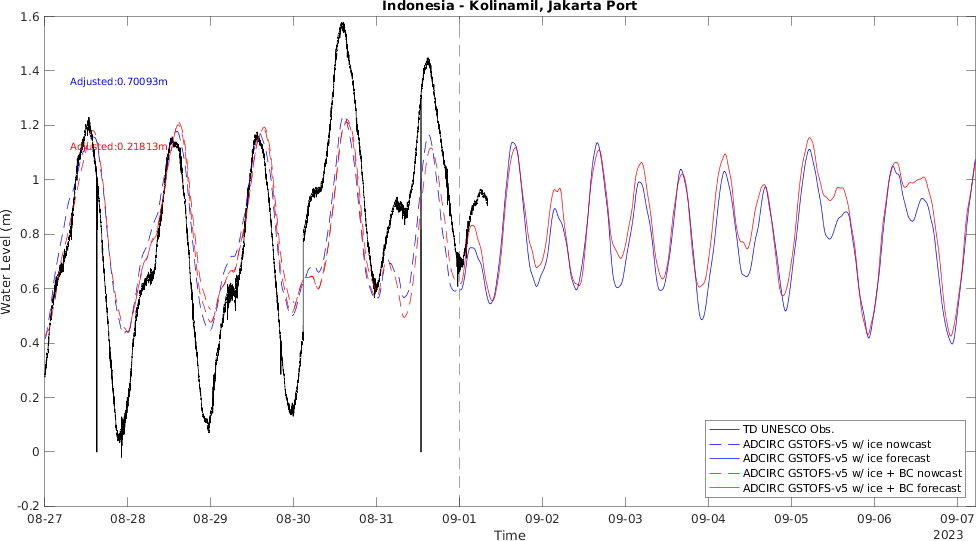 Indonesia - Kolinamil, Jakarta Port
1.6
1.4
1.2
1
0.8
0.6
0.4
0.2
0
-0.2
Water Level (m)
Adjusted:0.70093m
Adjusted:0.21813m
TD UNESCO Obs.
ADCIRC GSTOFS-v5 w/ ice nowcast
ADCIRC GSTOFS-v5 w/ ice forecast
ADCIRC GSTOFS-v5 w/ ice + BC nowcast
ADCIRC GSTOFS-v5 w/ ice + BC forecast
08-27 08-28 08-29 08-30 08-31 09-01 09-02 09-03 09-04 09-05 09-06 09-07
Time
2023